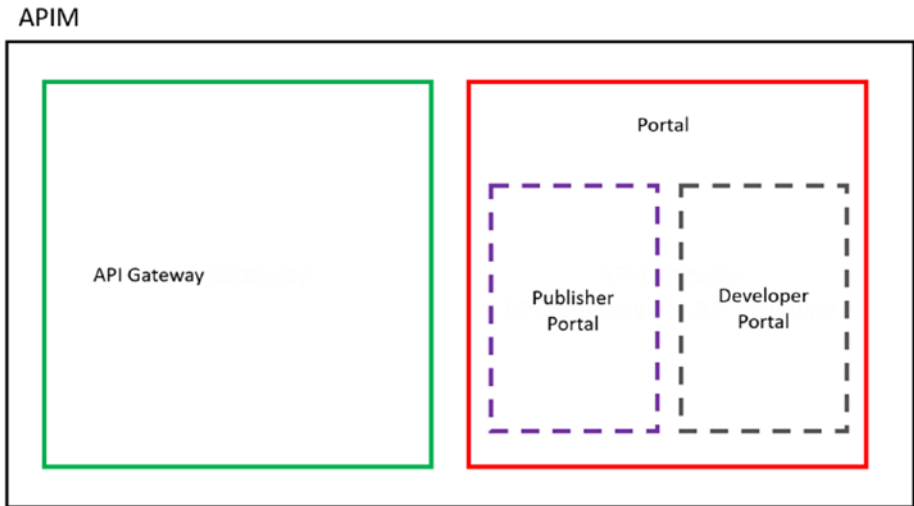 APIM
API Gateway
Portal
Publisher
Portal
Developer
Portal